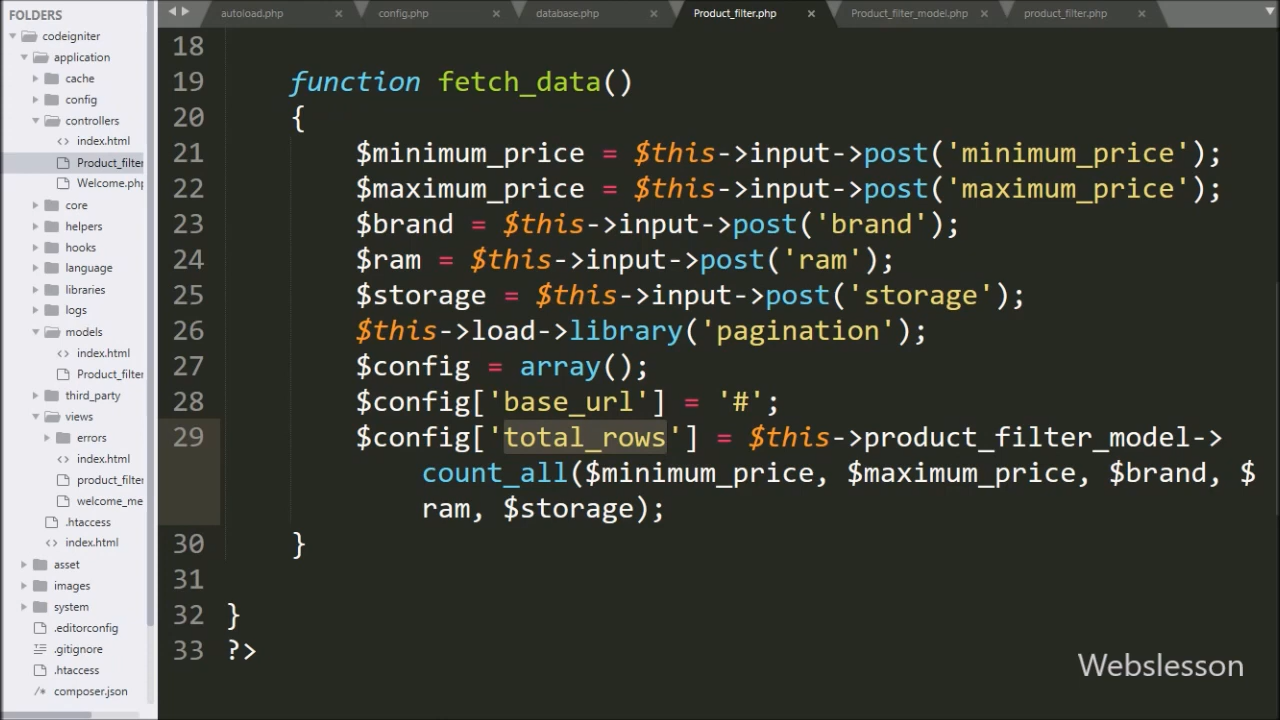 FOLDERS
codeigniter
application
cache
config
controllers
index.html
Product_filter
Welcome.php
core
helpers
hooks
language
libraries
logs
models
index.html
Product_filter
third_party
views
errors
index.html
product_filter
welcome_me
.htaccess
index.html
asset
images
system
.editorconfig
.gitignore
.htaccess
composer.json
autoload.php × config.php × database.php × Product_filter.php × Product_filter_model.php × product_filter.php ×
18
19 function fetch_data()
20 {
21 $minimum_price = $this->input->post('minimum_price');
22 $maximum_price = $this->input->post('maximum_price');
23 $brand = $this->input->post('brand');
24 $ram = $this->input->post('ram');
25 $storage = $this->input->post('storage');
26 $this->load->library('pagination');
27 $config = array();
28 $config['base_url'] = '#';
29 $config['total_rows'] = $this->product_filter_model->
count_all($minimum_price, $maximum_price, $brand, $
ram, $storage);
30 }
31
32 }
33 ?>
Webslesson